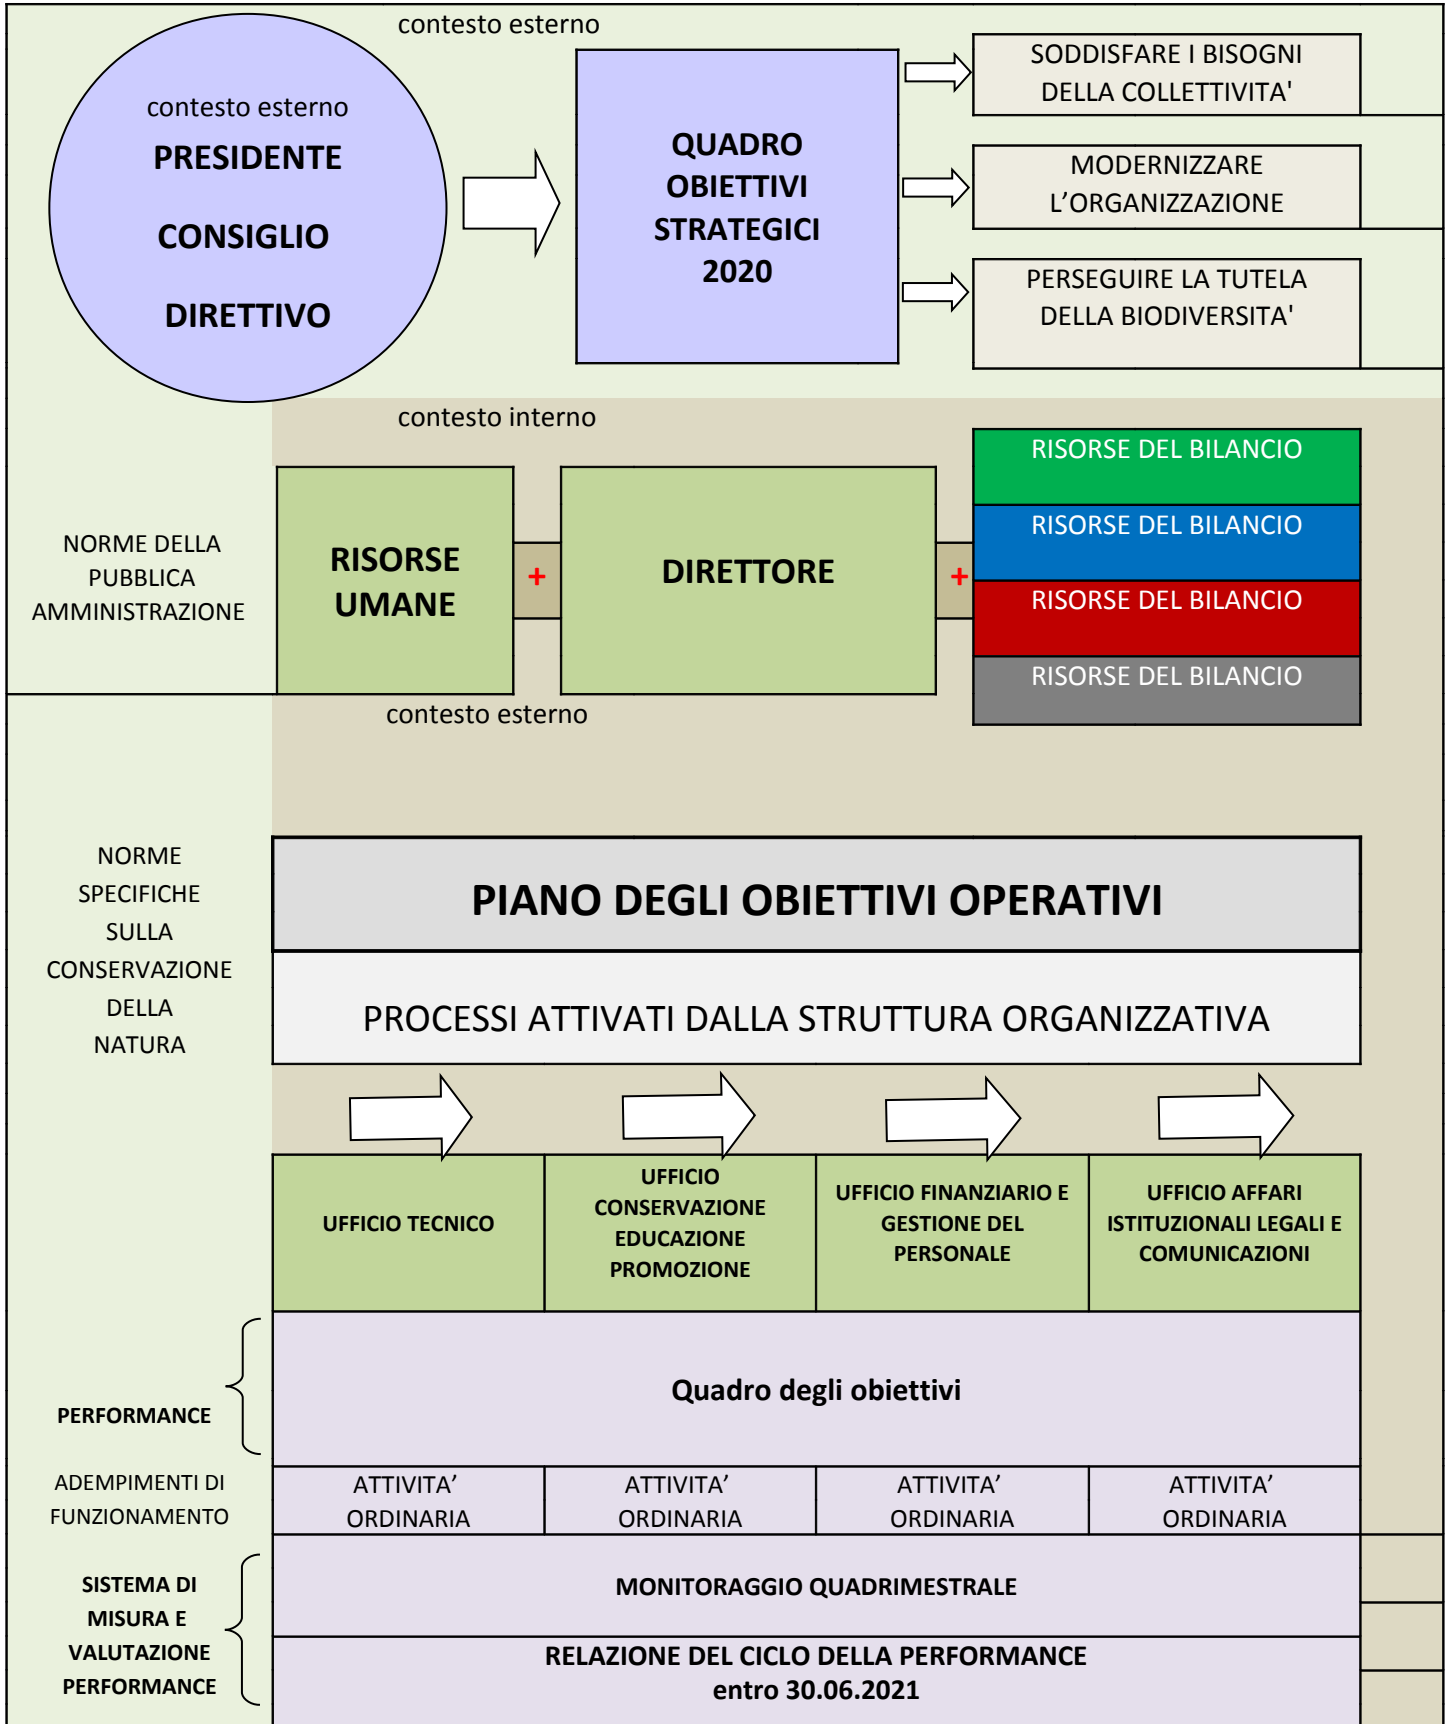 contesto esterno
contesto esterno
PRESIDENTE
CONSIGLIO
DIRETTIVO
QUADRO
OBIETTIVI
STRATEGICI
2020
SODDISFARE I BISOGNI
DELLA COLLETTIVITA'
MODERNIZZARE
L’ORGANIZZAZIONE
PERSEGUIRE LA TUTELA
DELLA BIODIVERSITA'
contesto interno
NORME DELLA
PUBBLICA
AMMINISTRAZIONE
RISORSE
UMANE
+
DIRETTORE
+
RISORSE DEL BILANCIO
RISORSE DEL BILANCIO
RISORSE DEL BILANCIO
RISORSE DEL BILANCIO
contesto esterno
NORME
SPECIFICHE
SULLA
CONSERVAZIONE
DELLA
NATURA
PIANO DEGLI OBIETTIVI OPERATIVI
PROCESSI ATTIVATI DALLA STRUTTURA ORGANIZZATIVA
UFFICIO TECNICO
UFFICIO
CONSERVAZIONE
EDUCAZIONE
PROMOZIONE
UFFICIO FINANZIARIO E
GESTIONE DEL
PERSONALE
UFFICIO AFFARI
ISTITUZIONALI LEGALI E
COMUNICAZIONI
PERFORMANCE
Quadro degli obiettivi
ADEMPIMENTI DI
FUNZIONAMENTO
ATTIVITA’
ORDINARIA
ATTIVITA’
ORDINARIA
ATTIVITA’
ORDINARIA
ATTIVITA’
ORDINARIA
SISTEMA DI
MISURA E
VALUTAZIONE
PERFORMANCE
MONITORAGGIO QUADRIMESTRALE
RELAZIONE DEL CICLO DELLA PERFORMANCE
entro 30.06.2021